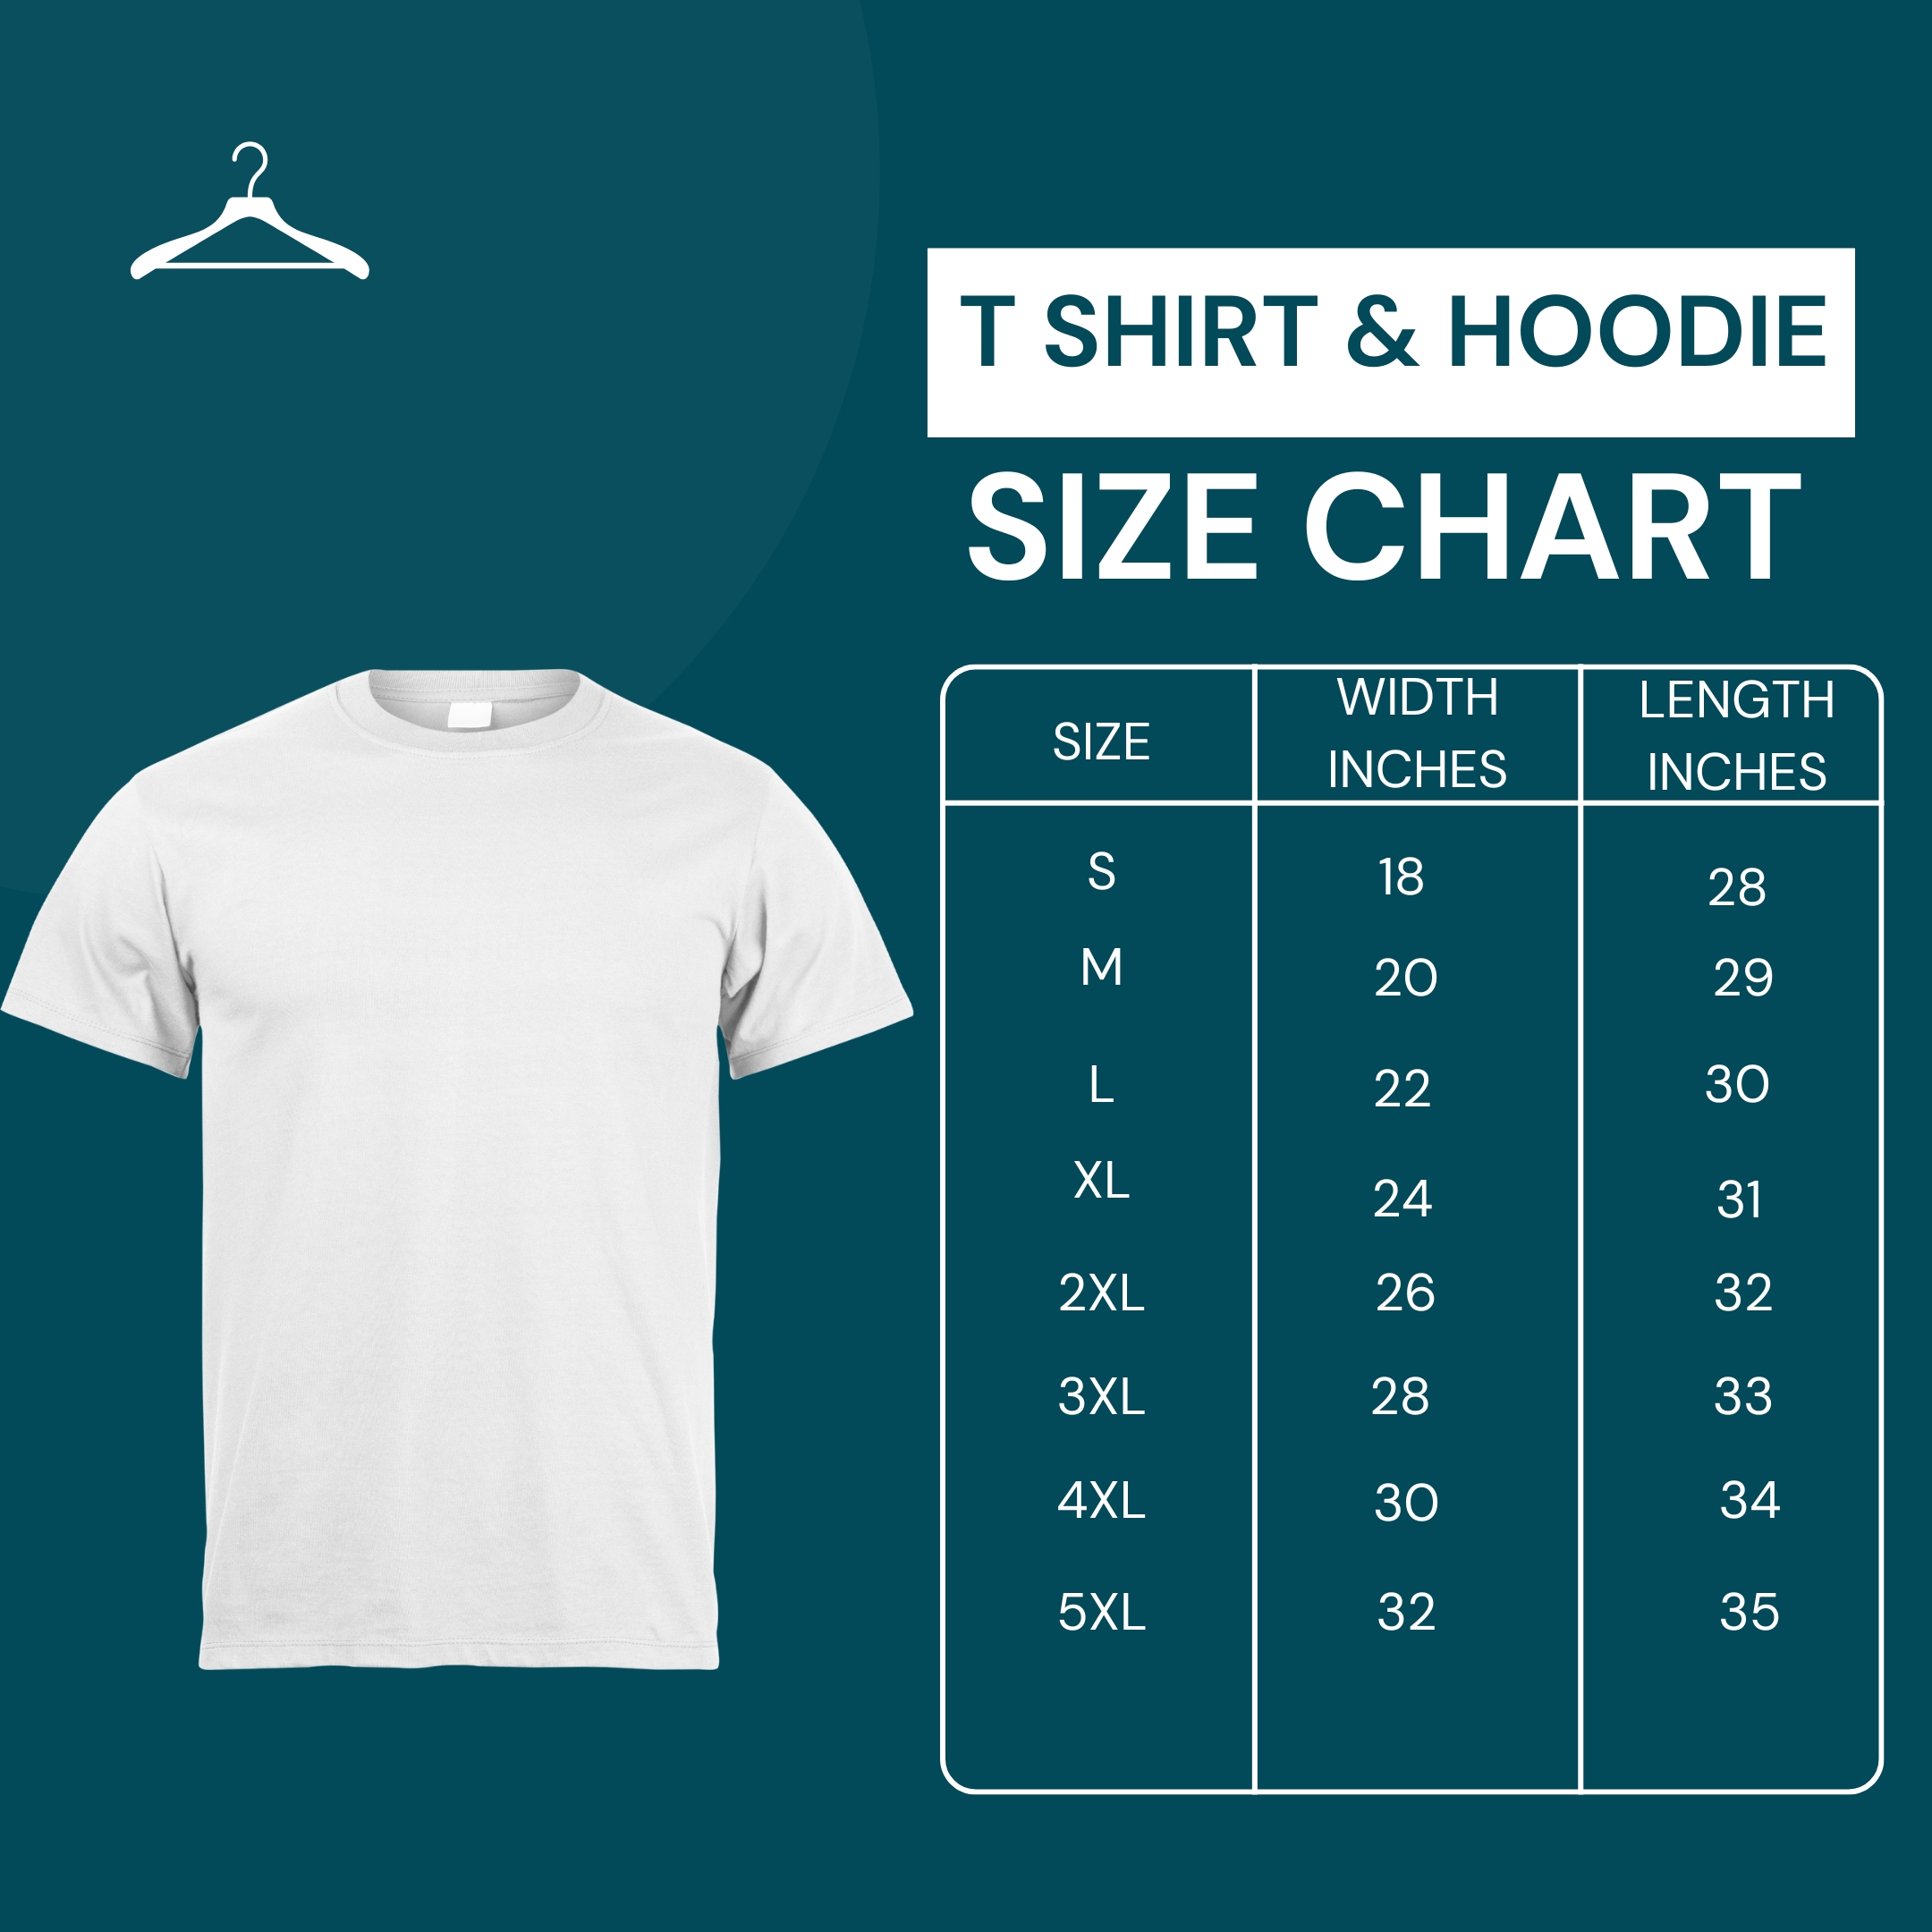 T SHIRT & HOODIE
SIZE CHART
SIZE WIDTH INCHES LENGTH INCHES
S 18 28
M 20 29
L 22 30
XL 24 31
2XL 26 32
3XL 28 33
4XL 30 34
5XL 32 35